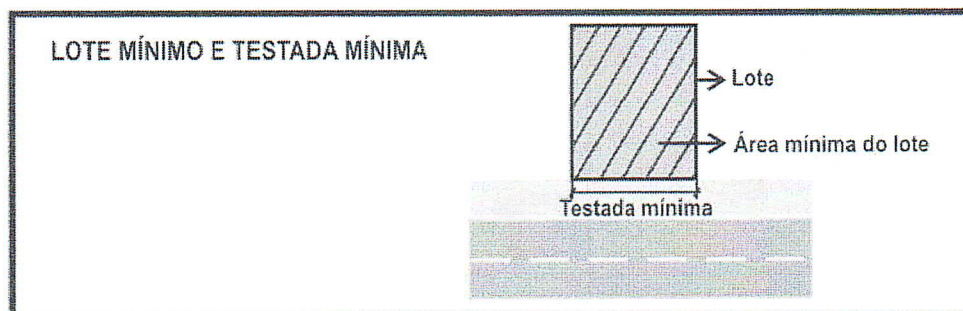 LOTE MÍNIMO E TESTADA MÍNIMA
Lote
Área mínima do lote
Testada mínima